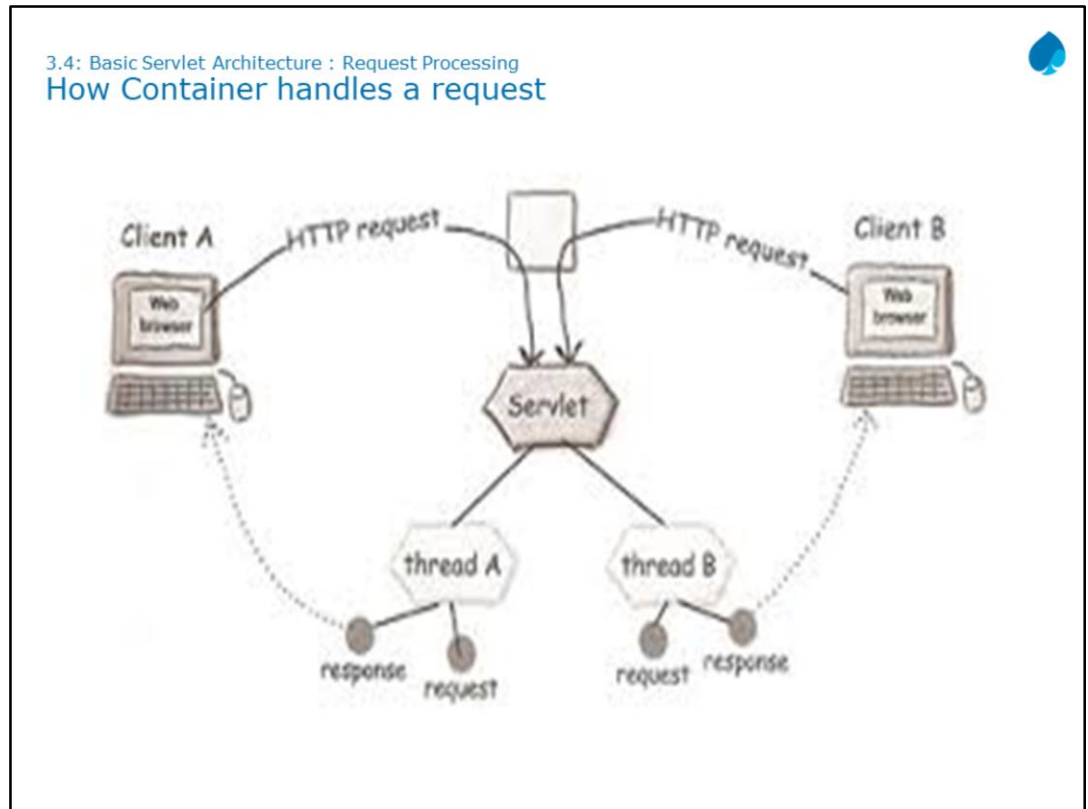 3.4: Basic Servlet Architecture : Request Processing
How Container handles a request
Client A
HTTP request
HTTP request
Client B
Web
browser
Web
browser
Servlet
thread A
thread B
response
request
request
response